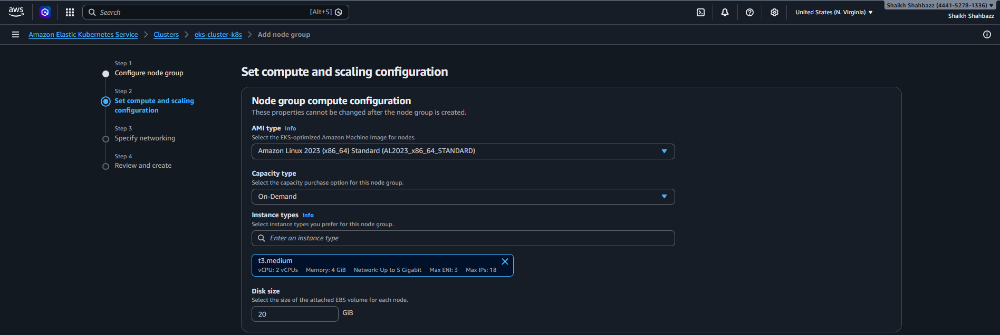 aws
Search [Alt+S]
United States (N. Virginia)
Shaikh Shahbazz (4441-5278-1336)
Shaikh Shahbazz
Amazon Elastic Kubernetes Service
Clusters
eks-cluster-k8s
Add node group
Step 1
Configure node group
Step 2
Set compute and scaling
configuration
Step 3
Specify networking
Step 4
Review and create
Set compute and scaling configuration
Node group compute configuration
These properties cannot be changed after the node group is created.
AMI type Info
Select the EKS-optimized Amazon Machine Image for nodes.
Amazon Linux 2023 (x86_64) Standard (AL2023_x86_64_STANDARD)
Capacity type
Select the capacity purchase option for this node group.
On-Demand
Instance types Info
Select instance types you prefer for this node group.
Enter an instance type
t3.medium
vCPU: 2 vCPUs Memory: 4 GiB Network: Up to 5 Gigabit Max ENI: 3 Max IPs: 18
Disk size
Select the size of the attached EBS volume for each node.
20 GiB